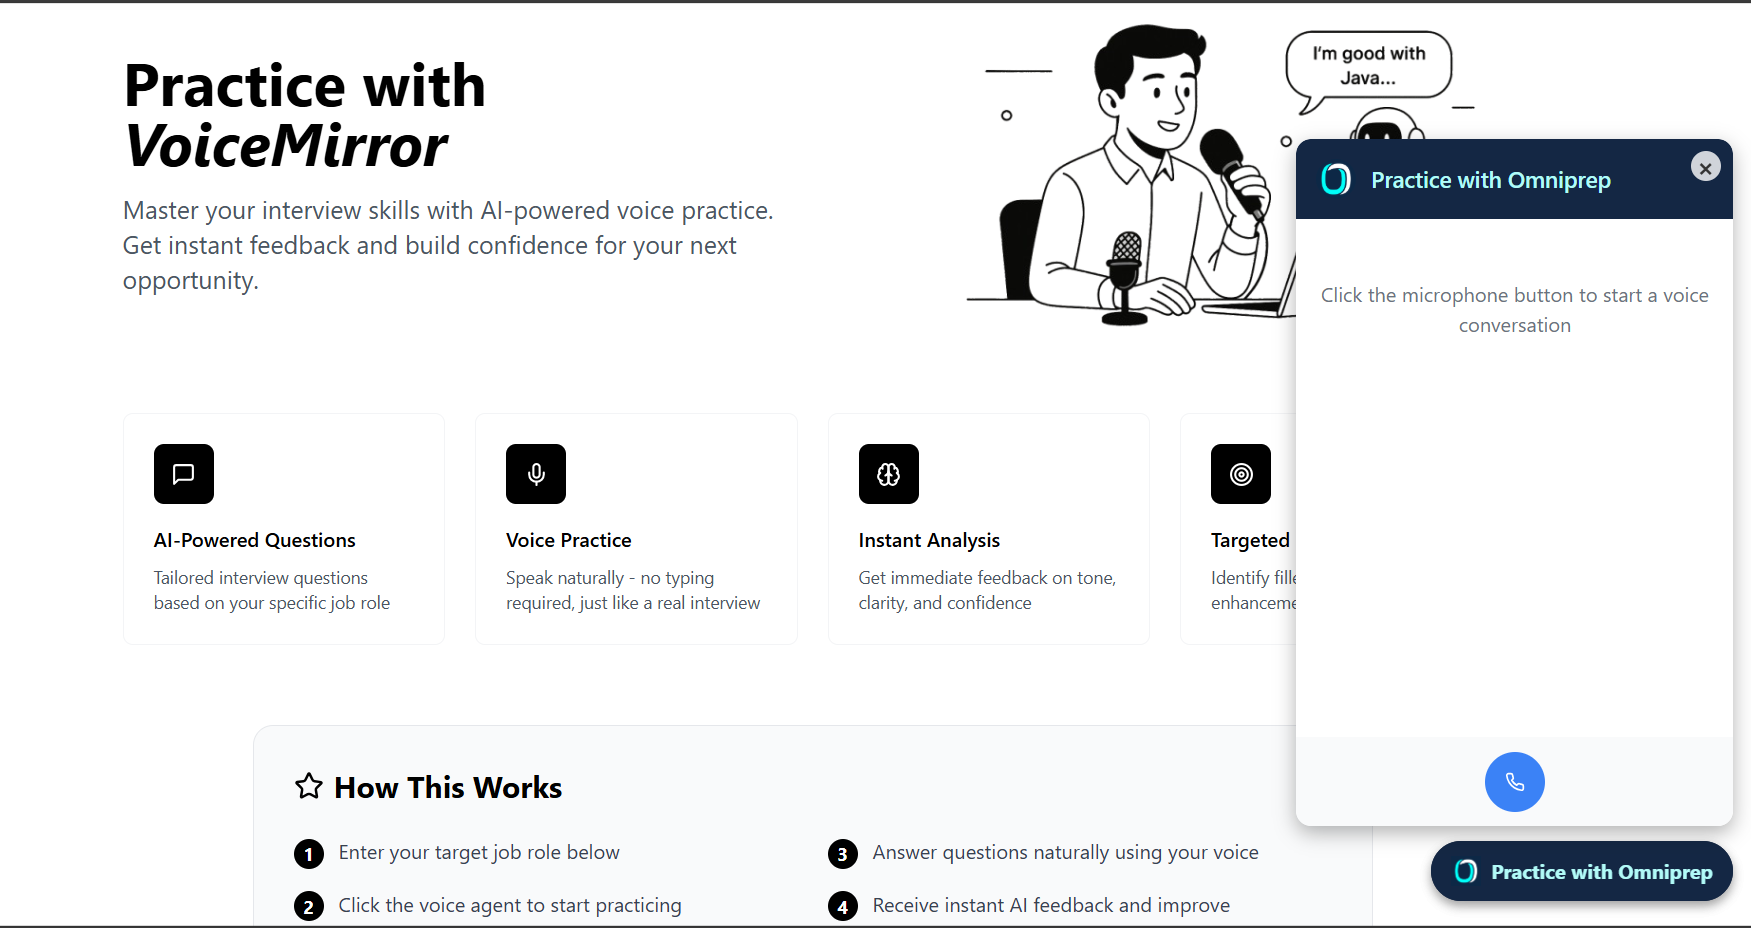 Practice with
VoiceMirror
Master your interview skills with AI-powered voice practice.
Get instant feedback and build confidence for your next
opportunity.
I'm good with
Java...
AI-Powered Questions
Tailored interview questions
based on your specific job role
Voice Practice
Speak naturally - no typing
required, just like a real interview
Instant Analysis
Get immediate feedback on tone,
clarity, and confidence
Targeted
Identify
How This Works
1 Enter your target job role below
2 Click the voice agent to start practicing
3 Answer questions naturally using your voice
4 Receive instant AI feedback and improve
Practice with Omniprep
Click the microphone button to start a voice
conversation
Practice with Omniprep